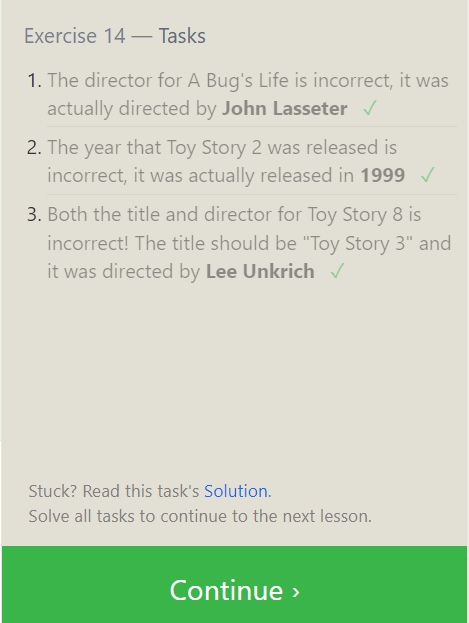 Exercise 14 — Tasks
1. The director for A Bug's Life is incorrect, it was
actually directed by John Lasseter ✓
2. The year that Toy Story 2 was released is
incorrect, it was actually released in 1999 ✓
3. Both the title and director for Toy Story 8 is
incorrect! The title should be "Toy Story 3" and
it was directed by Lee Unkrich ✓
Stuck? Read this task's Solution.
Solve all tasks to continue to the next lesson.
Continue ›